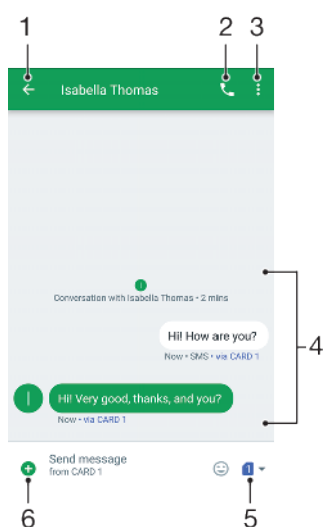 1 2 3
Isabella Thomas
Conversation with Isabella Thomas • 2 mins
Hi! How are you?
Now • SMS • via CARD 1
4
I Hi! Very good, thanks, and you?
Now • via CARD 1
Send message
from CARD 1
1
6 5